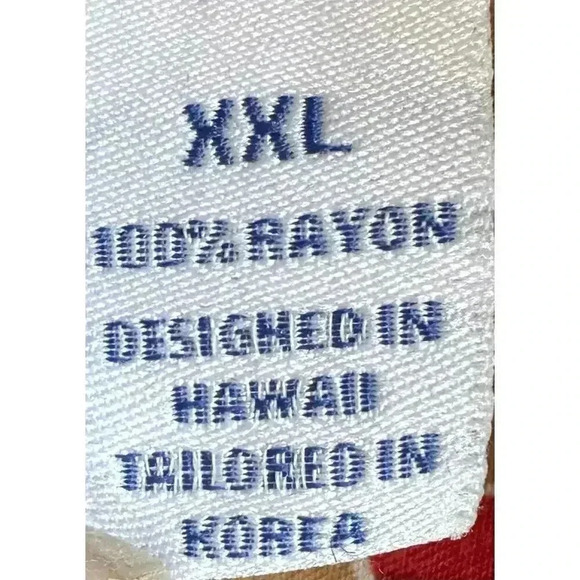 XXL
100% RAYON
DESIGNED IN
HAWAII
TAILORED IN
KOREA